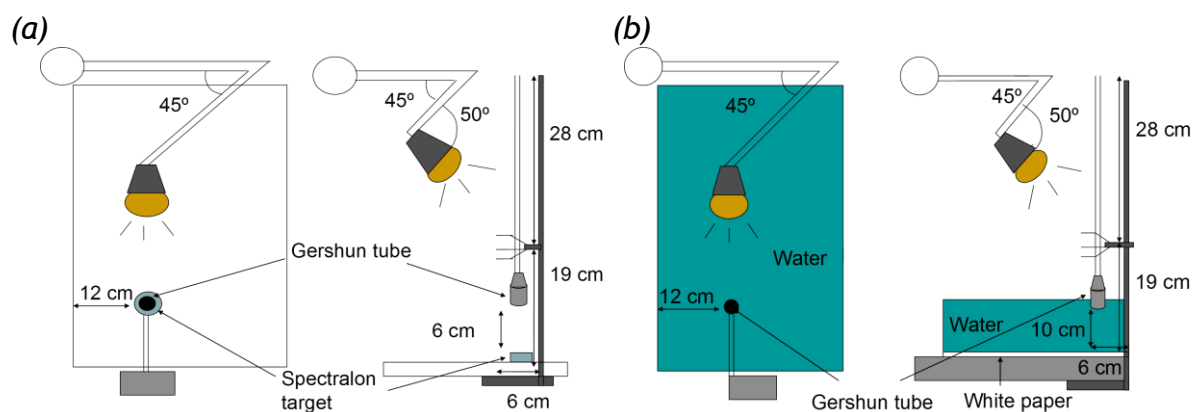 (a)
45º
45º
50º
28 cm
Gershun tube
19 cm
12 cm
6 cm
Spectralon
target
6 cm
(b)
45º
45º
50º
28 cm
Water
19 cm
12 cm
Water
10 cm
6 cm
Gershun tube
White paper